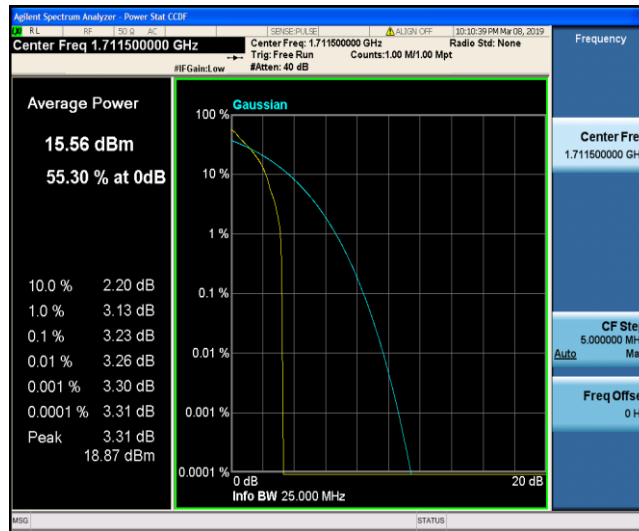 Agilent Spectrum Analyzer - Power Stat CCDF
RL RF 50 Ω AC SENSE:PULSE ALIGN OFF 10:10:39 PM Mar 08, 2019
Center Freq 1.711500000 GHz Center Freq: 1.711500000 GHz Radio Std: None
Trig: Free Run Counts:1.00 M/1.00 Mpt
#IFGain:Low #Atten: 40 dB
Frequency
Average Power
15.56 dBm
55.30 % at 0dB
10.0 % 2.20 dB
1.0 % 3.13 dB
0.1 % 3.23 dB
0.01 % 3.26 dB
0.001 % 3.30 dB
0.0001 % 3.31 dB
Peak 3.31 dB
18.87 dBm
Gaussian
100 %
10 %
1 %
0.1 %
0.01 %
0.001 %
0.0001 %
0 dB 20 dB
Info BW 25.000 MHz
Center Fre
1.711500000 GH
CF Ste
5.000000 MH
Auto Ma
Freq Offse
0 H
MSG STATUS